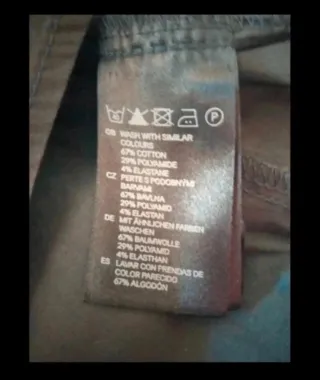 40 P
GB WASH WITH SIMILAR
COLOURS
67% COTTON
29% POLYAMIDE
4% ELASTANE
CZ PERTE S PODOBNÝMI
BARVAMI
67% BAVLNA
29% POLYAMID
4% ELASTAN
DE MIT ÄHNLICHEN FARBEN
WASCHEN
67% BAUMWOLLE
29% POLYAMID
4% ELASTHAN
ES LAVAR CON PRENDAS DE
COLOR PARECIDO
67% ALGODÓN